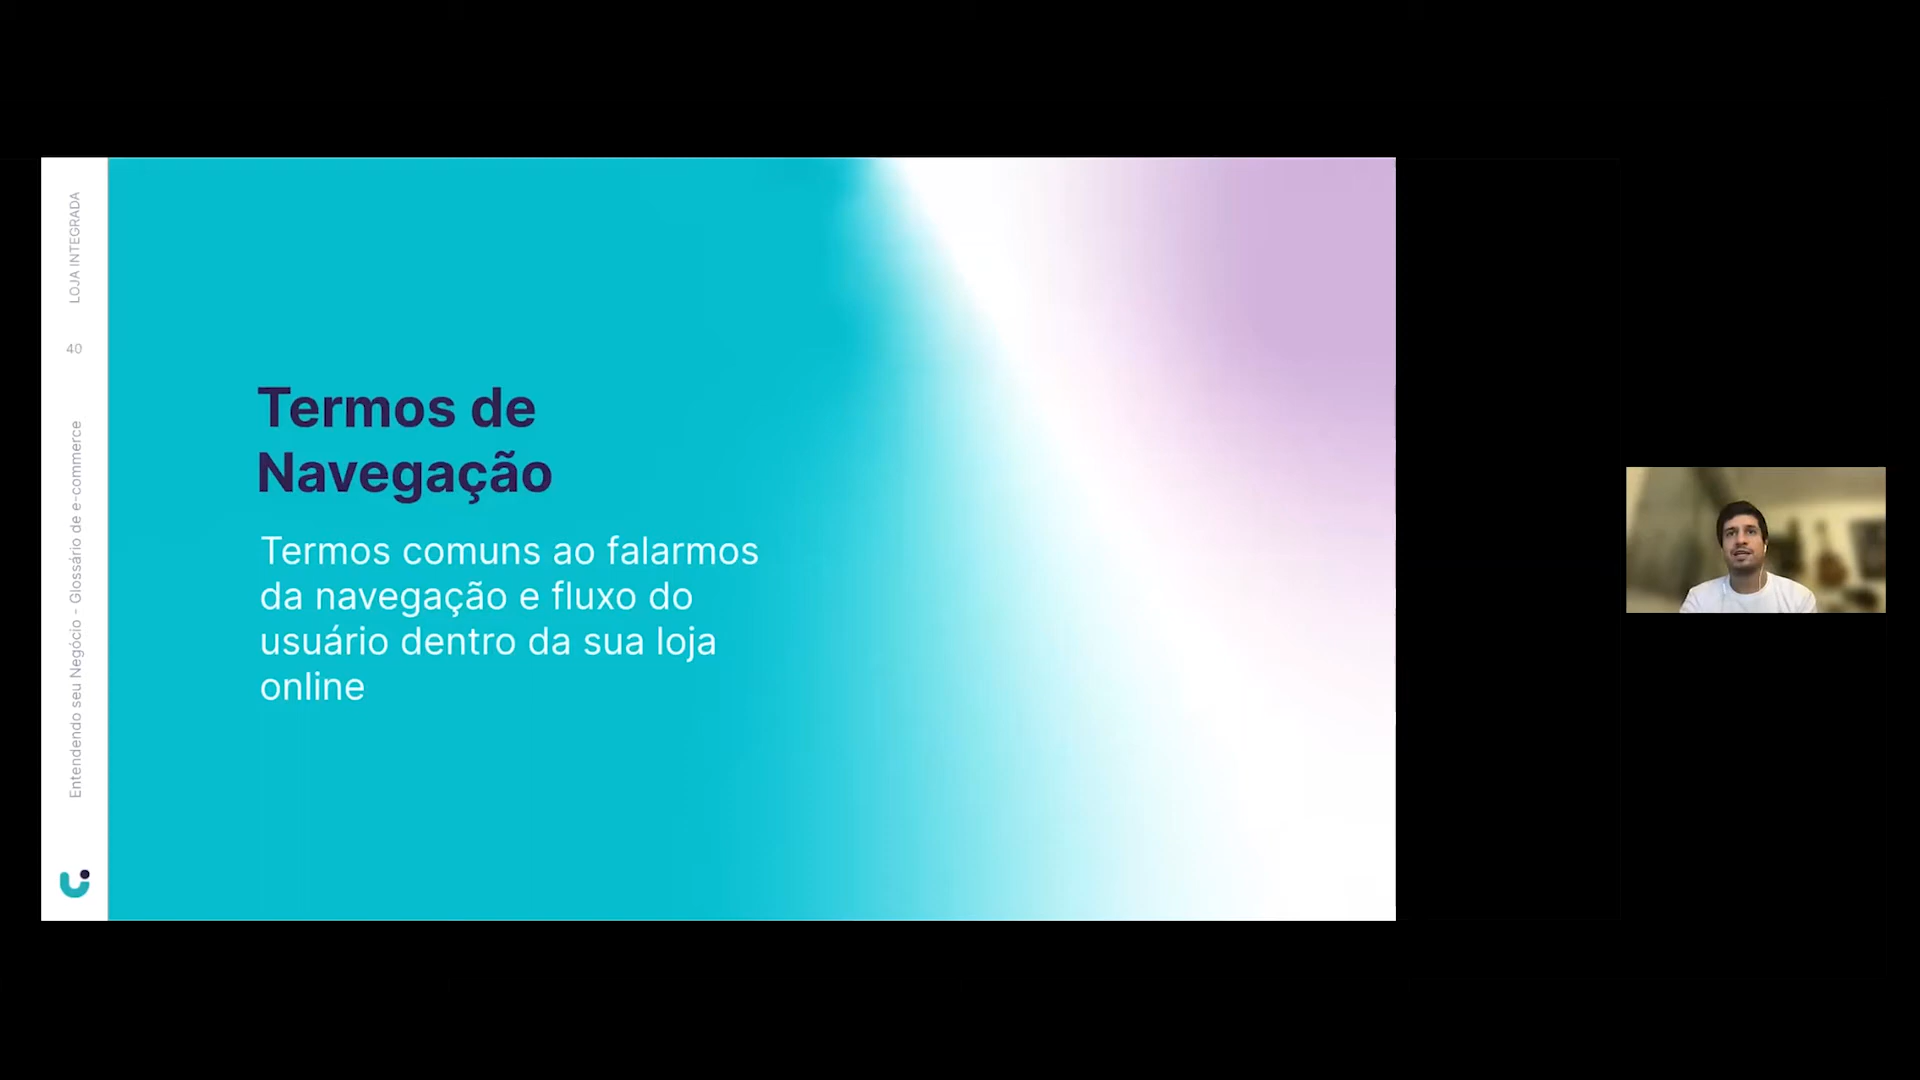 LOJA INTEGRADA
40
Entendendo seu Negócio - Glossário de e-commerce
Termos de
Navegação
Termos comuns ao falarmos
da navegação e fluxo do
usuário dentro da sua loja
online